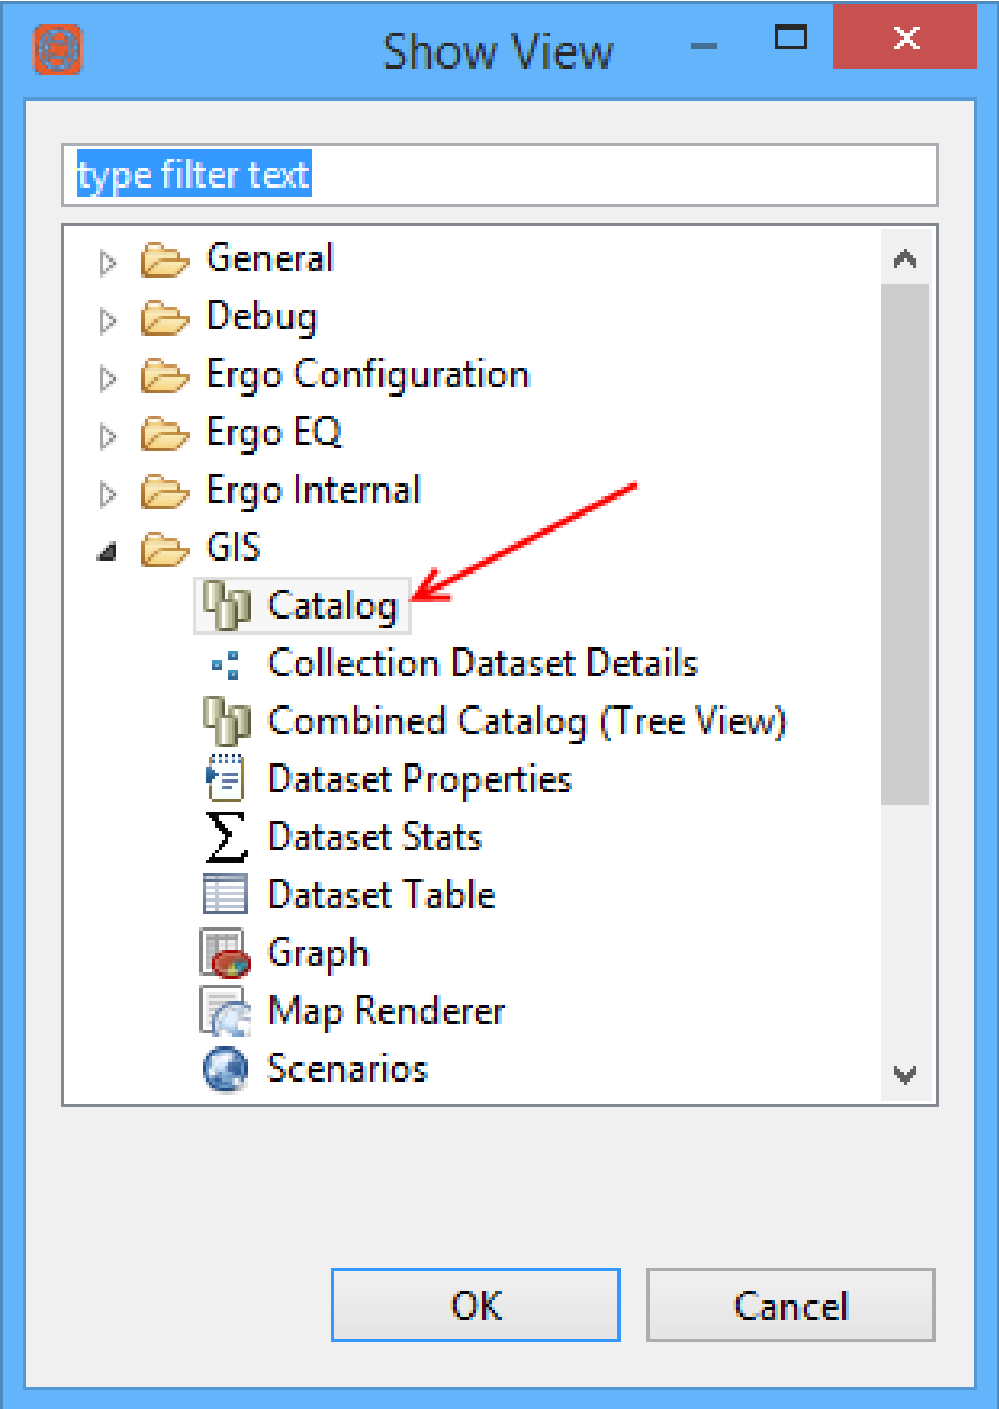 Show View
type filter text
General
Debug
Ergo Configuration
Ergo EQ
Ergo Internal
GIS
Catalog
Collection Dataset Details
Combined Catalog (Tree View)
Dataset Properties
Dataset Stats
Dataset Table
Graph
Map Renderer
Scenarios
OK
Cancel